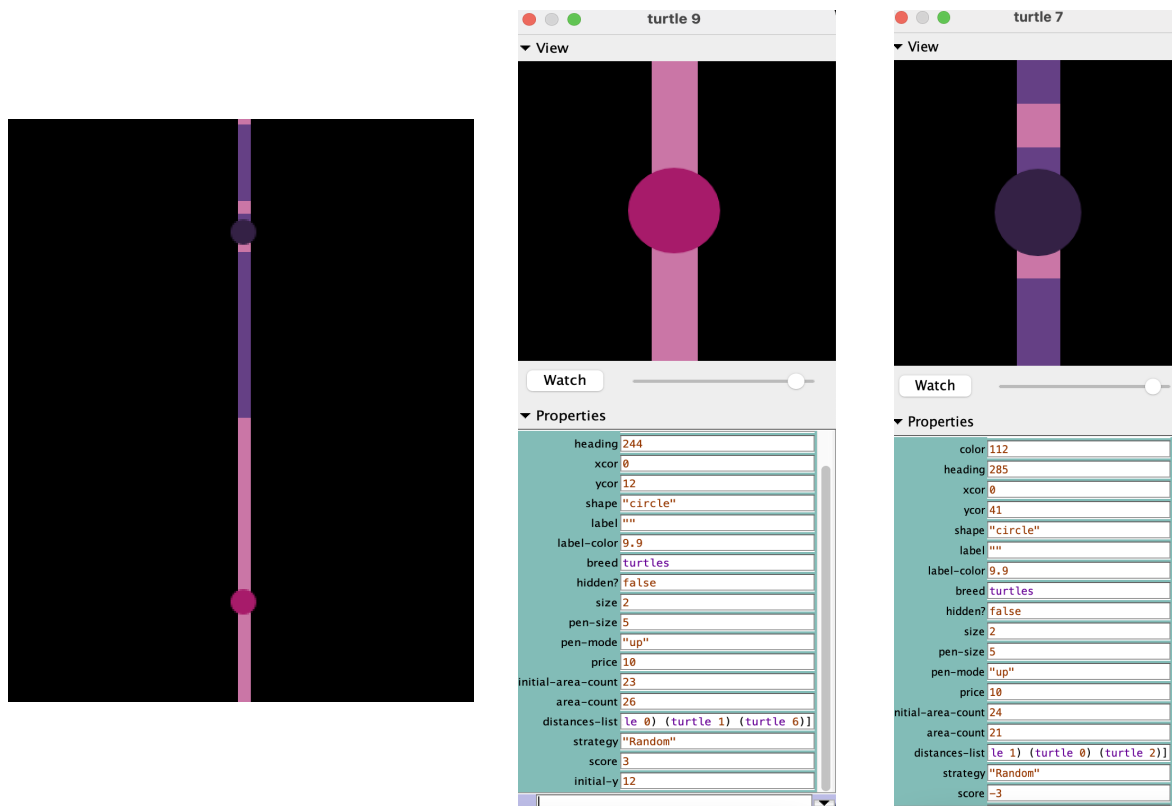 turtle 9
View
Watch
Properties
heading 244
xcor 0
ycor 12
shape "circle"
label ""
label-color 9.9
breed turtles
hidden? false
size 2
pen-size 5
pen-mode "up"
price 10
initial-area-count 23
area-count 26
distances-list le 0) (turtle 1) (turtle 6)]
strategy "Random"
score 3
initial-y 12
turtle 7
View
Watch
Properties
color 112
heading 285
xcor 0
ycor 41
shape "circle"
label ""
label-color 9.9
breed turtles
hidden? false
size 2
pen-size 5
pen-mode "up"
price 10
nitial-area-count 24
area-count 21
distances-list le 1) (turtle 0) (turtle 2)]
strategy "Random"
score -3